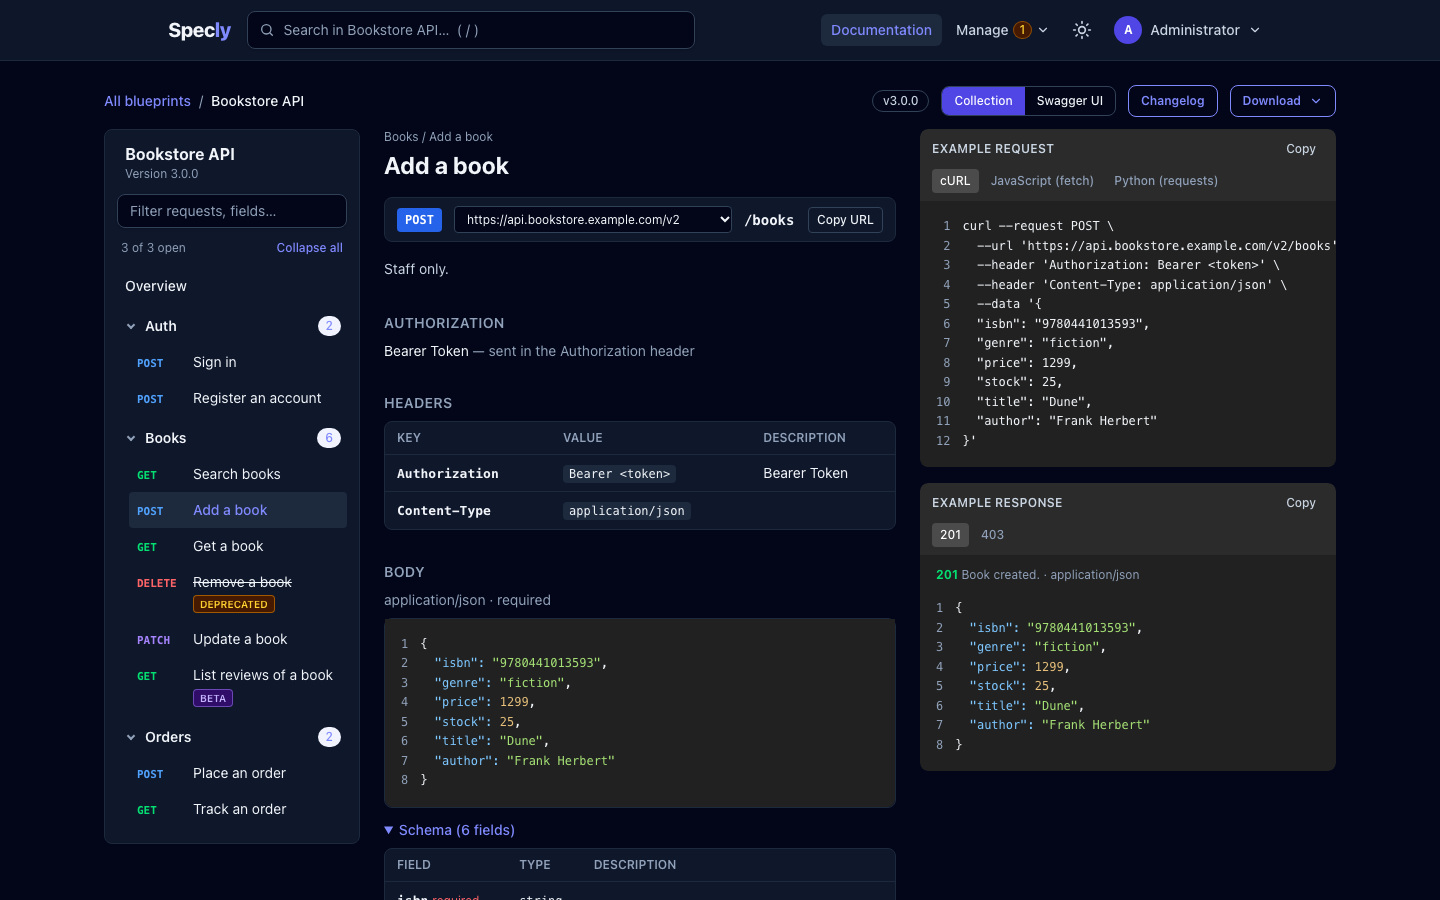 Specly
Search in Bookstore API... ( / )
Documentation
Manage 1
A Administrator
All blueprints / Bookstore API
v3.0.0
Collection
Swagger UI
Changelog
Download
Bookstore API
Version 3.0.0
Filter requests, fields...
3 of 3 open
Collapse all
Overview
Auth 2
POST Sign in
POST Register an account
Books 6
GET Search books
POST Add a book
GET Get a book
DELETE Remove a book
DEPRECATED
PATCH Update a book
GET List reviews of a book
BETA
Orders 2
POST Place an order
GET Track an order
Books / Add a book
Add a book
POST https://api.bookstore.example.com/v2 /books Copy URL
Staff only.
AUTHORIZATION
Bearer Token — sent in the Authorization header
HEADERS
KEY VALUE DESCRIPTION
Authorization Bearer <token> Bearer Token
Content-Type application/json
BODY
application/json · required
1 {
2 "isbn": "9780441013593",
3 "genre": "fiction",
4 "price": 1299,
5 "stock": 25,
6 "title": "Dune",
7 "author": "Frank Herbert"
8 }
▼ Schema (6 fields)
FIELD TYPE DESCRIPTION
isbn required string
EXAMPLE REQUEST
Copy
cURL JavaScript (fetch) Python (requests)
1 curl --request POST \
2 --url 'https://api.bookstore.example.com/v2/books'
3 --header 'Authorization: Bearer <token>' \
4 --header 'Content-Type: application/json' \
5 --data '{
6 "isbn": "9780441013593",
7 "genre": "fiction",
8 "price": 1299,
9 "stock": 25,
10 "title": "Dune",
11 "author": "Frank Herbert"
12 }'
EXAMPLE RESPONSE
Copy
201 403
201 Book created. · application/json
1 {
2 "isbn": "9780441013593",
3 "genre": "fiction",
4 "price": 1299,
5 "stock": 25,
6 "title": "Dune",
7 "author": "Frank Herbert"
8 }